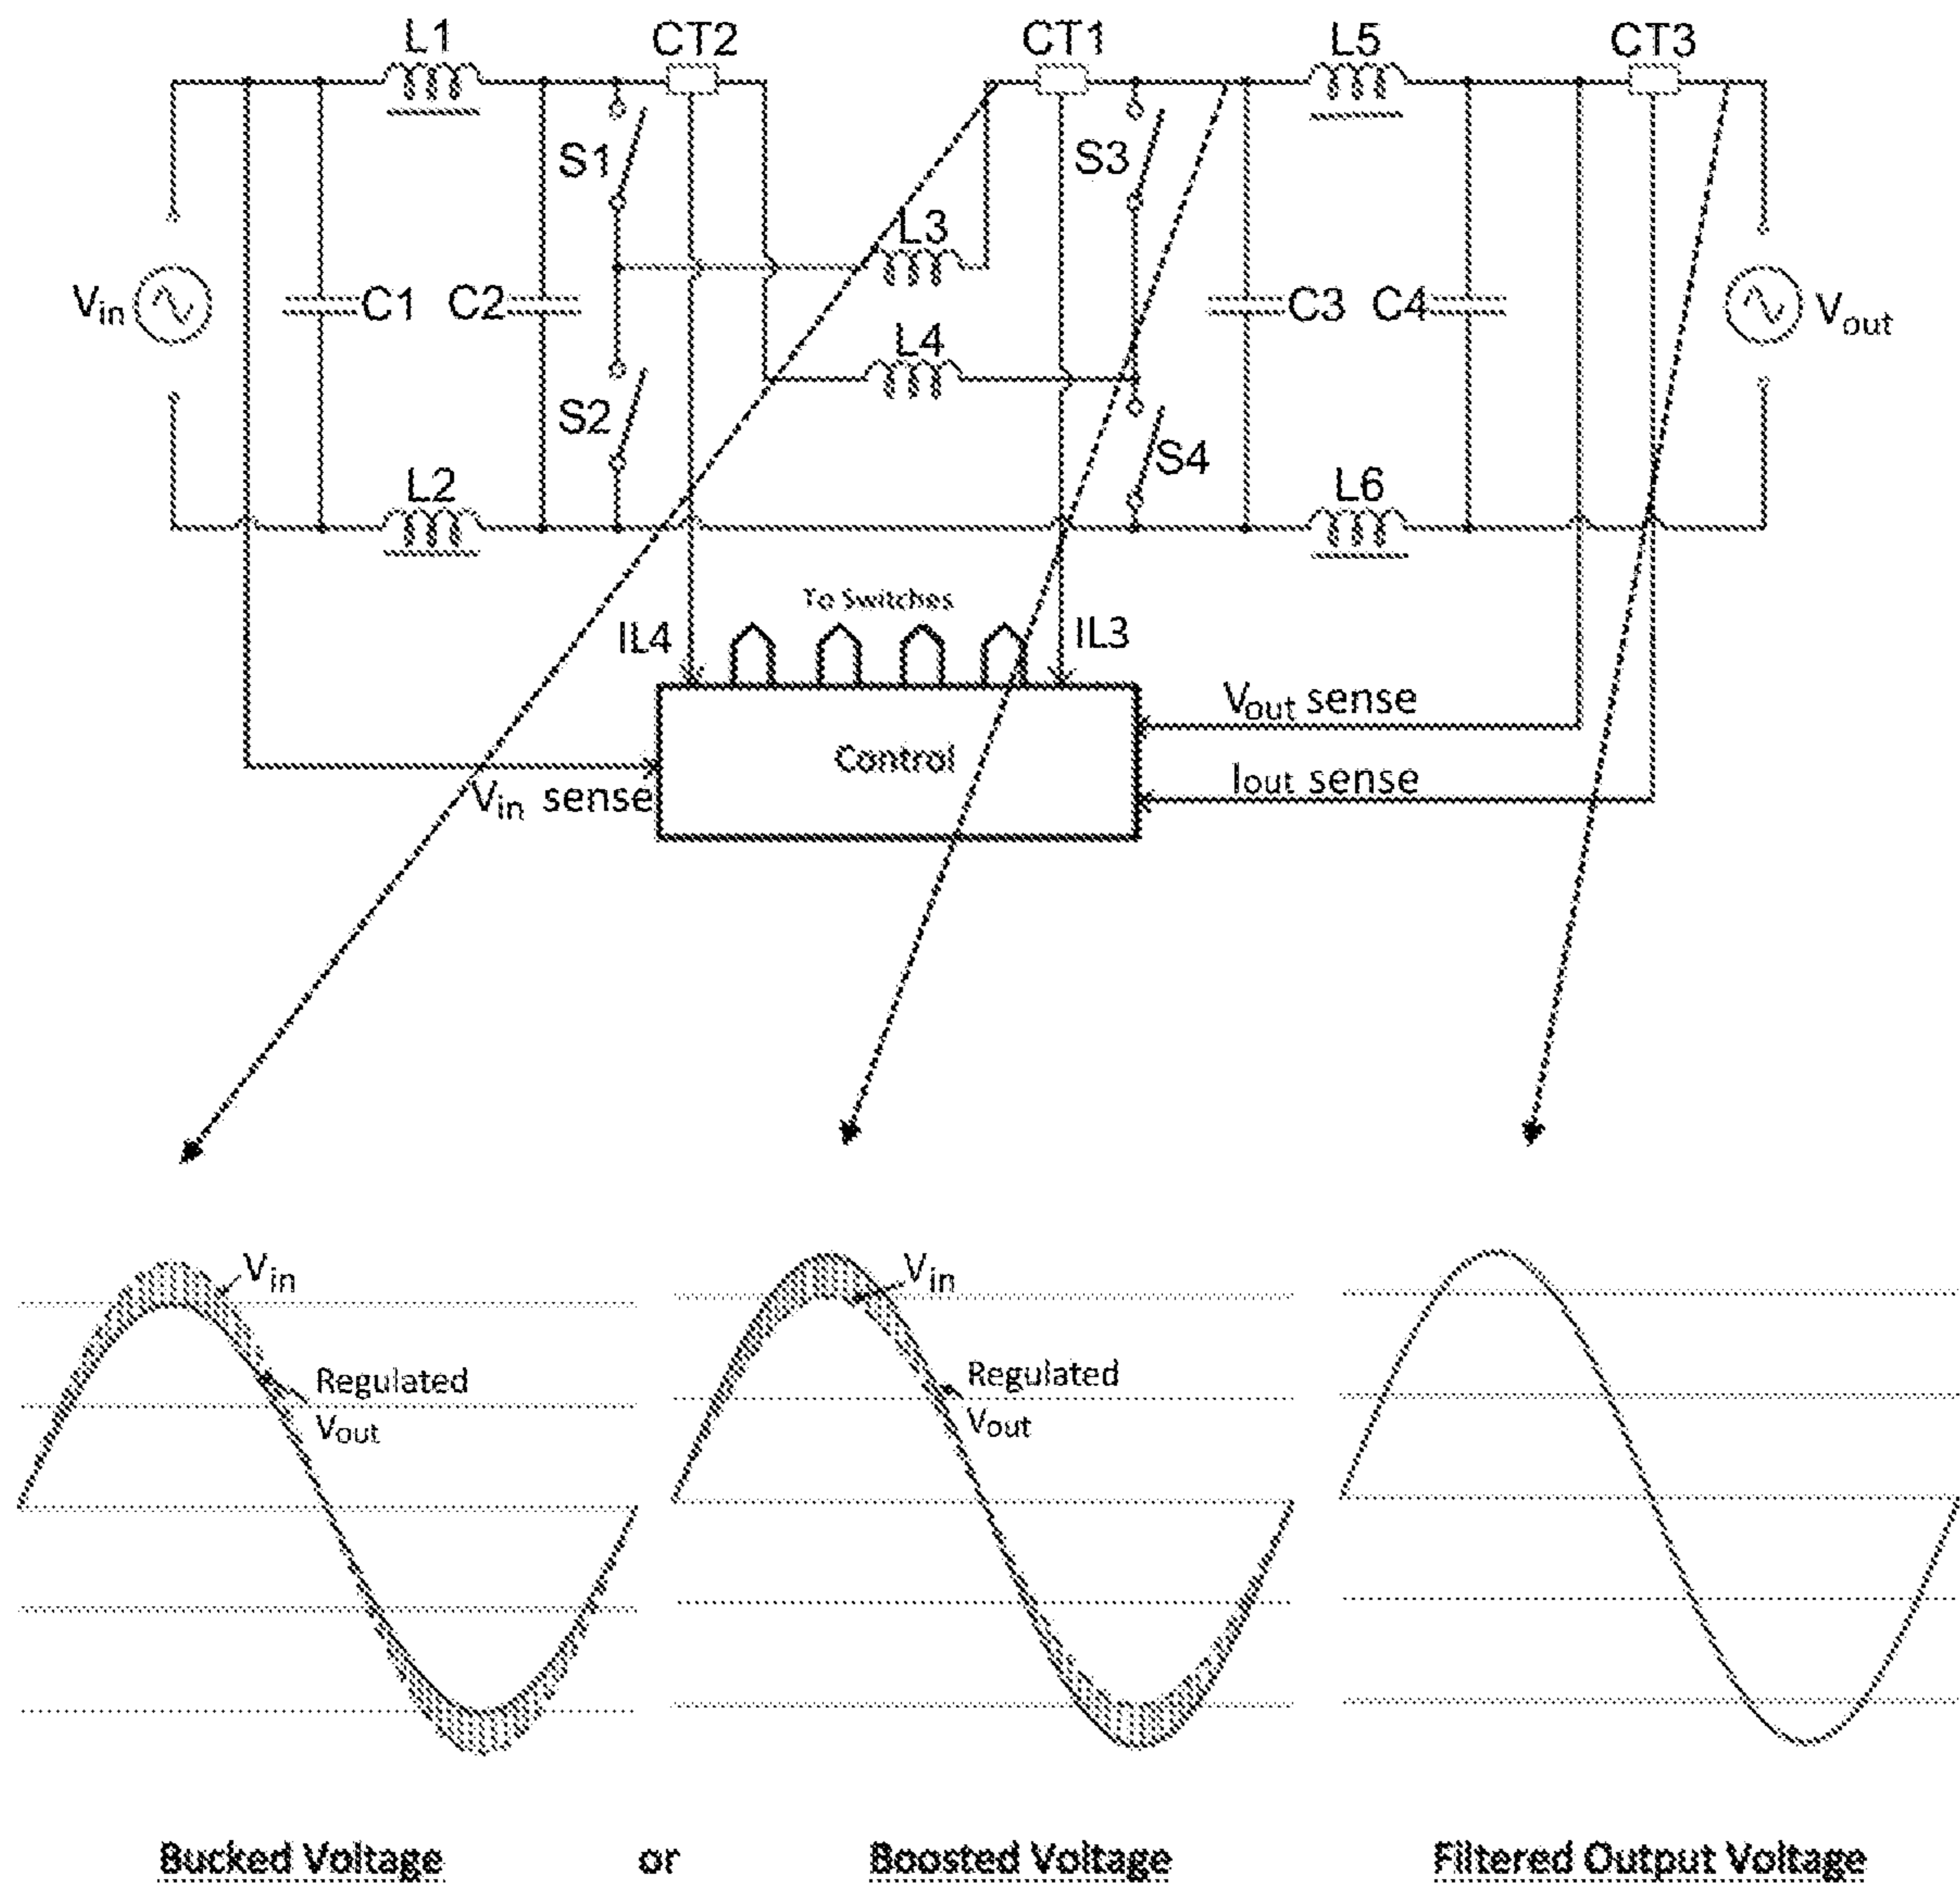 L1
CT2
CT1
L5
CT3
S1
S3
L3
Vin
C1
C2
C3
C4
Vout
L4
S2
S4
L2
L6
To Switches
IL4
IL3
Vout sense
Control
Vin sense
Iout sense
Vin
Regulated
Vout
Vin
Regulated
Vout
Bucked Voltage or Boosted Voltage Filtered Output Voltage